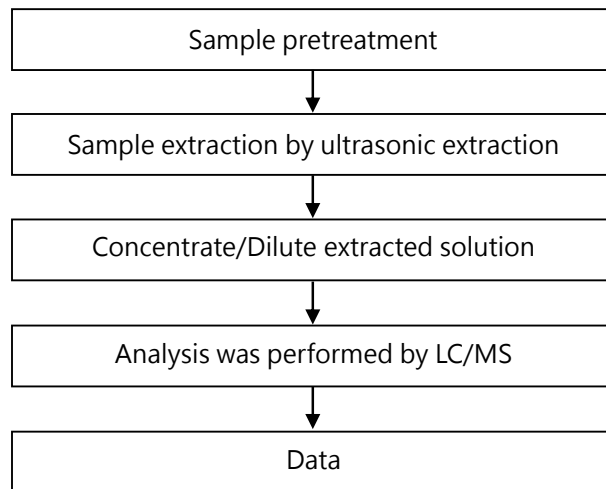 Sample pretreatment
Sample extraction by ultrasonic extraction
Concentrate/Dilute extracted solution
Analysis was performed by LC/MS
Data